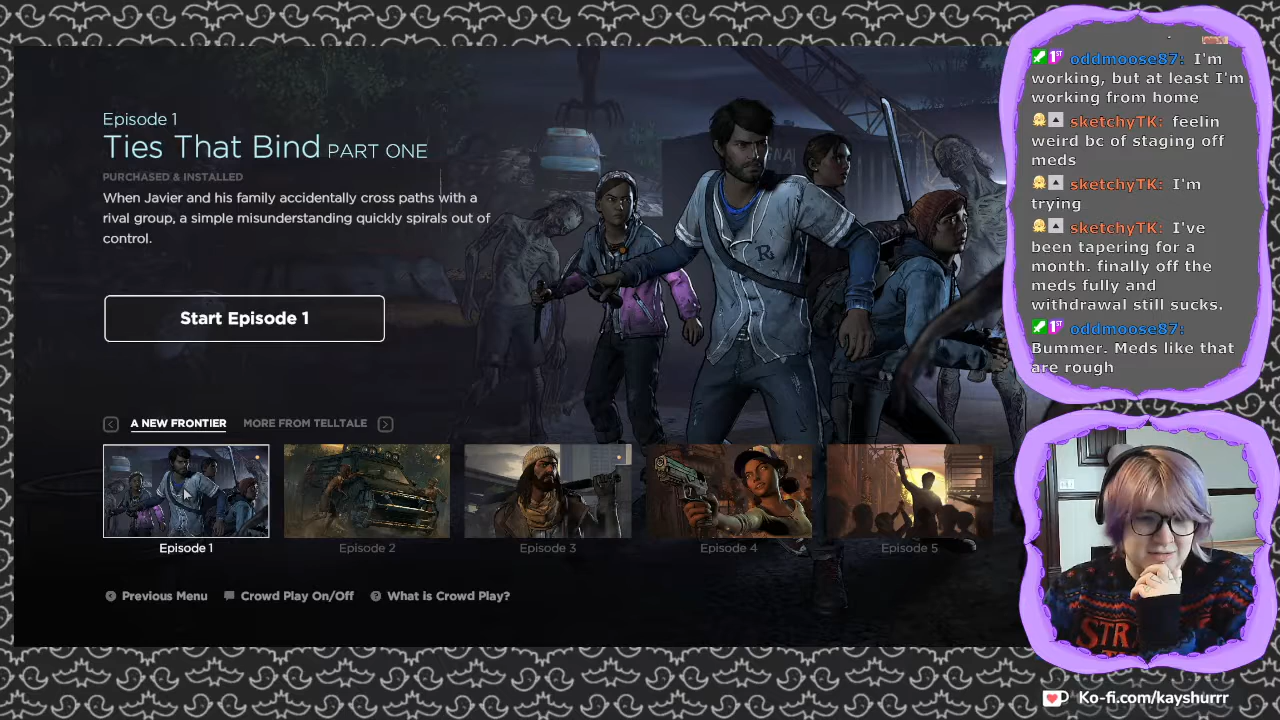 Episode 1
Ties That Bind PART ONE
PURCHASED & INSTALLED
When Javier and his family accidentally cross paths with a
rival group, a simple misunderstanding quickly spirals out of
control.
Start Episode 1
A NEW FRONTIER MORE FROM TELLTALE
Episode 1
Episode 2
Episode 3
Episode 4
Episode 5
Previous Menu Crowd Play On/Off What is Crowd Play?
1ST oddmoose87: I'm
working, but at least I'm
working from home
sketchyTK: feelin
weird bc of staging off
meds
sketchyTK: I'm
trying
sketchyTK: I've
been tapering for a
month. finally off the
meds fully and
withdrawal still sucks.
1ST oddmoose87:
Bummer. Meds like that
are rough
STR
Ko-fi.com/kayshurrr